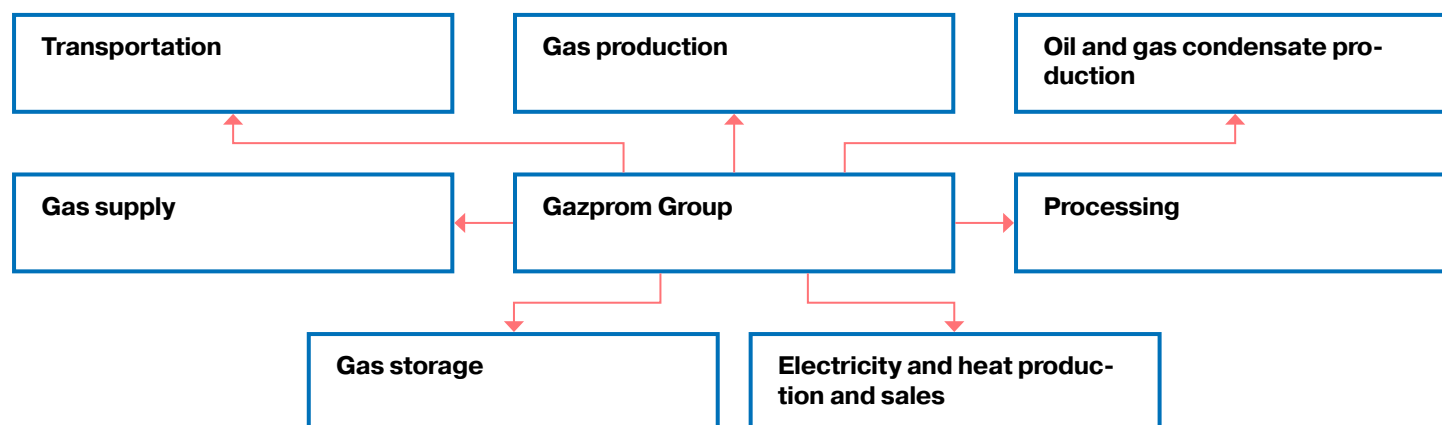 Transportation
Gas production
Oil and gas condensate pro-
duction
Gas supply
Gazprom Group
Processing
Gas storage
Electricity and heat produc-
tion and sales